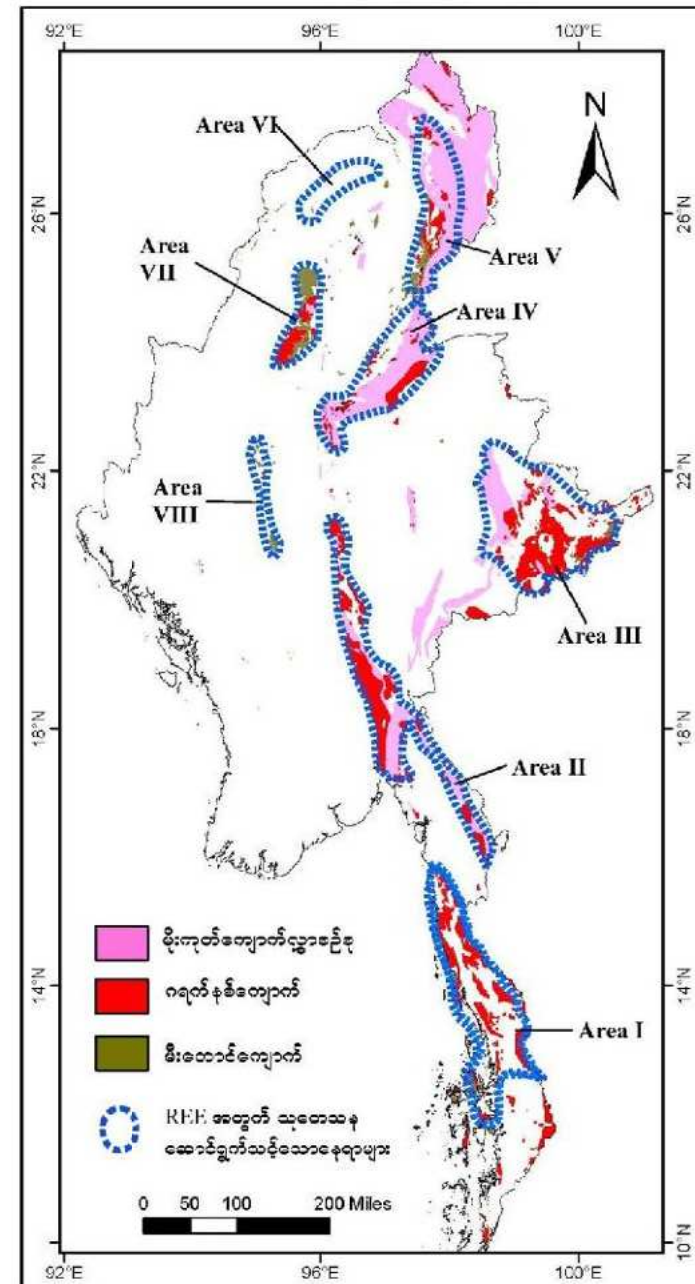 92°E 96°E 100°E
N
Area VI
26°N 26°N
Area V
Area
VII
Area IV
22°N 22°N
Area
VIII
Area III
18°N 18°N
Area II
မိုးကုတ်ကျောက်လွှာစဉ်စု
ဂရက်နစ်ကျောက်
14°N 14°N
Area I
မီးတောင်ကျောက်
REE အတွက် သုတေသန
ဆောင်ရွက်သင့်သောနေရာများ
0 50 100 200 Miles
10°N 10°N
92°E 96°E 100°E